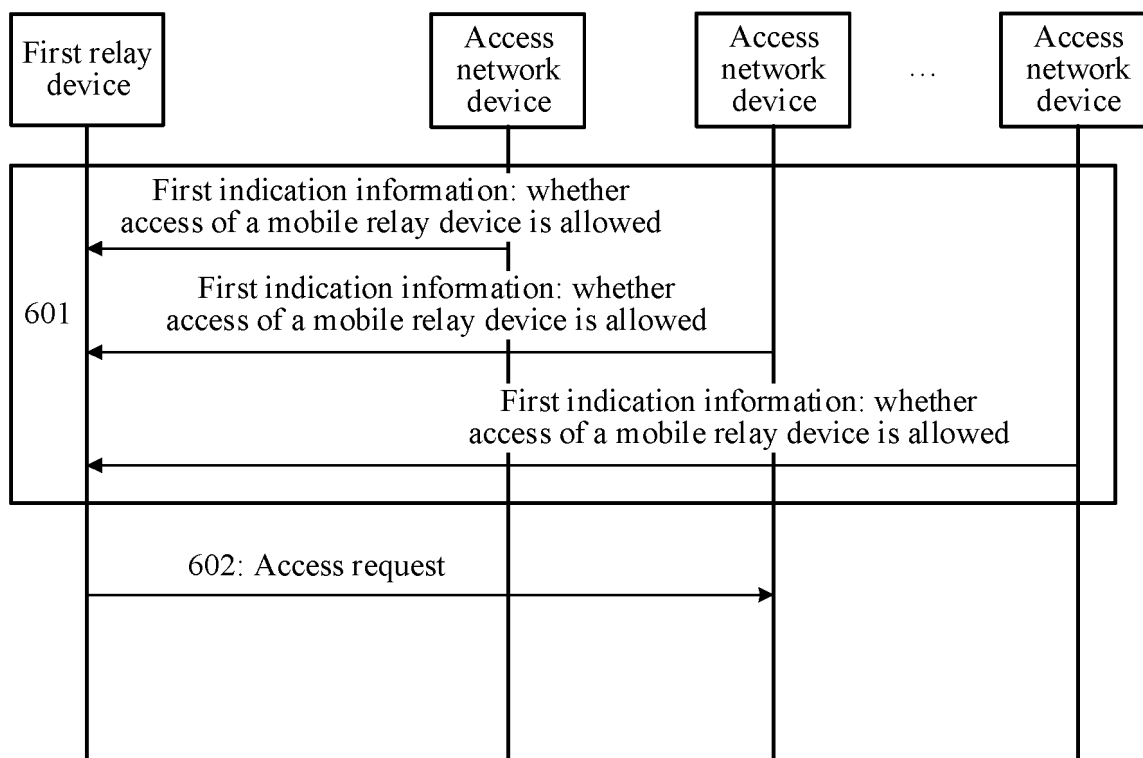 First relay
device
Access
network
device
Access
network
device
...
Access
network
device
First indication information: whether
access of a mobile relay device is allowed
First indication information: whether
access of a mobile relay device is allowed
601
First indication information: whether
access of a mobile relay device is allowed
602: Access request